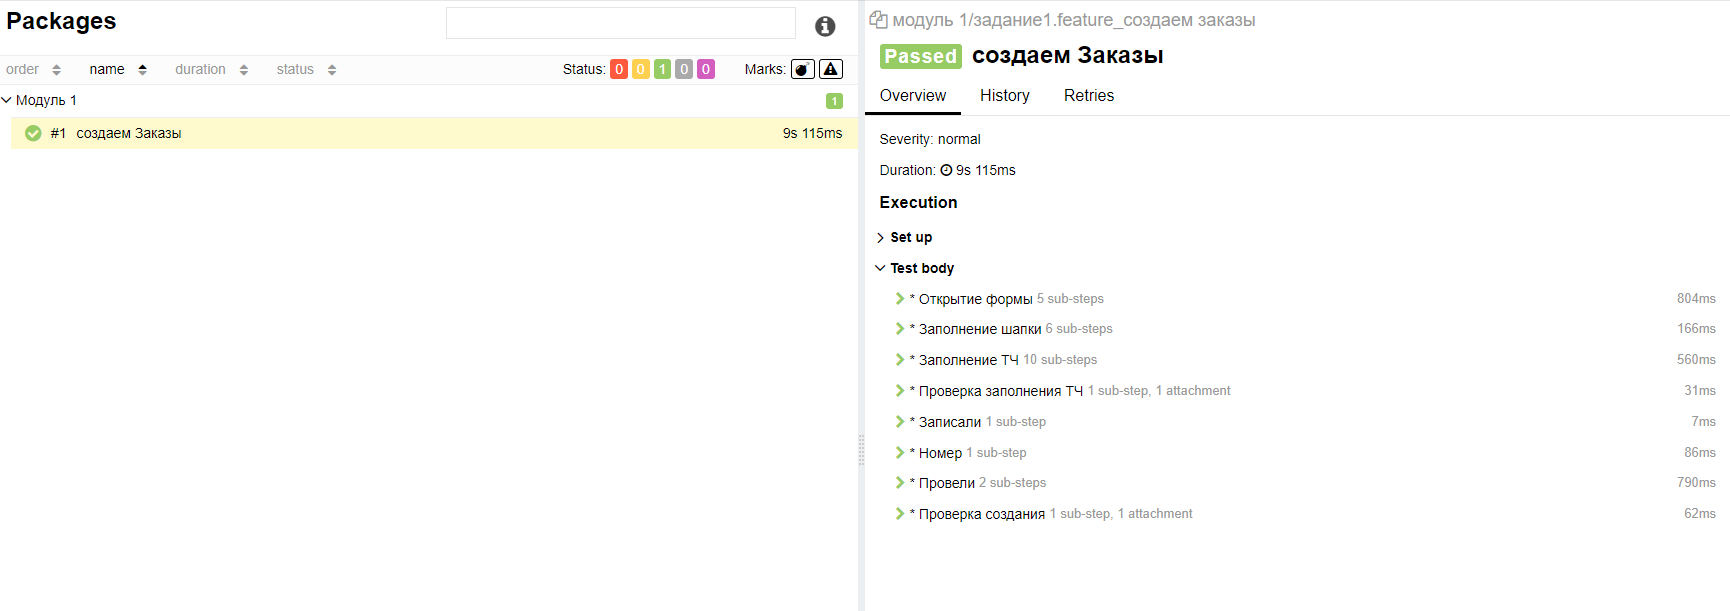 Packages
order name duration status Status: 0 0 1 0 0 Marks:
Модуль 1 1
#1 создаем Заказы 9s 115ms
модуль 1/задание1.feature_создаем заказы
Passed создаем Заказы
Overview History Retries
Severity: normal
Duration: 9s 115ms
Execution
Set up
Test body
* Открытие формы 5 sub-steps 804ms
* Заполнение шапки 6 sub-steps 166ms
* Заполнение ТЧ 10 sub-steps 560ms
* Проверка заполнения ТЧ 1 sub-step, 1 attachment 31ms
* Записали 1 sub-step 7ms
* Номер 1 sub-step 86ms
* Провели 2 sub-steps 790ms
* Проверка создания 1 sub-step, 1 attachment 62ms